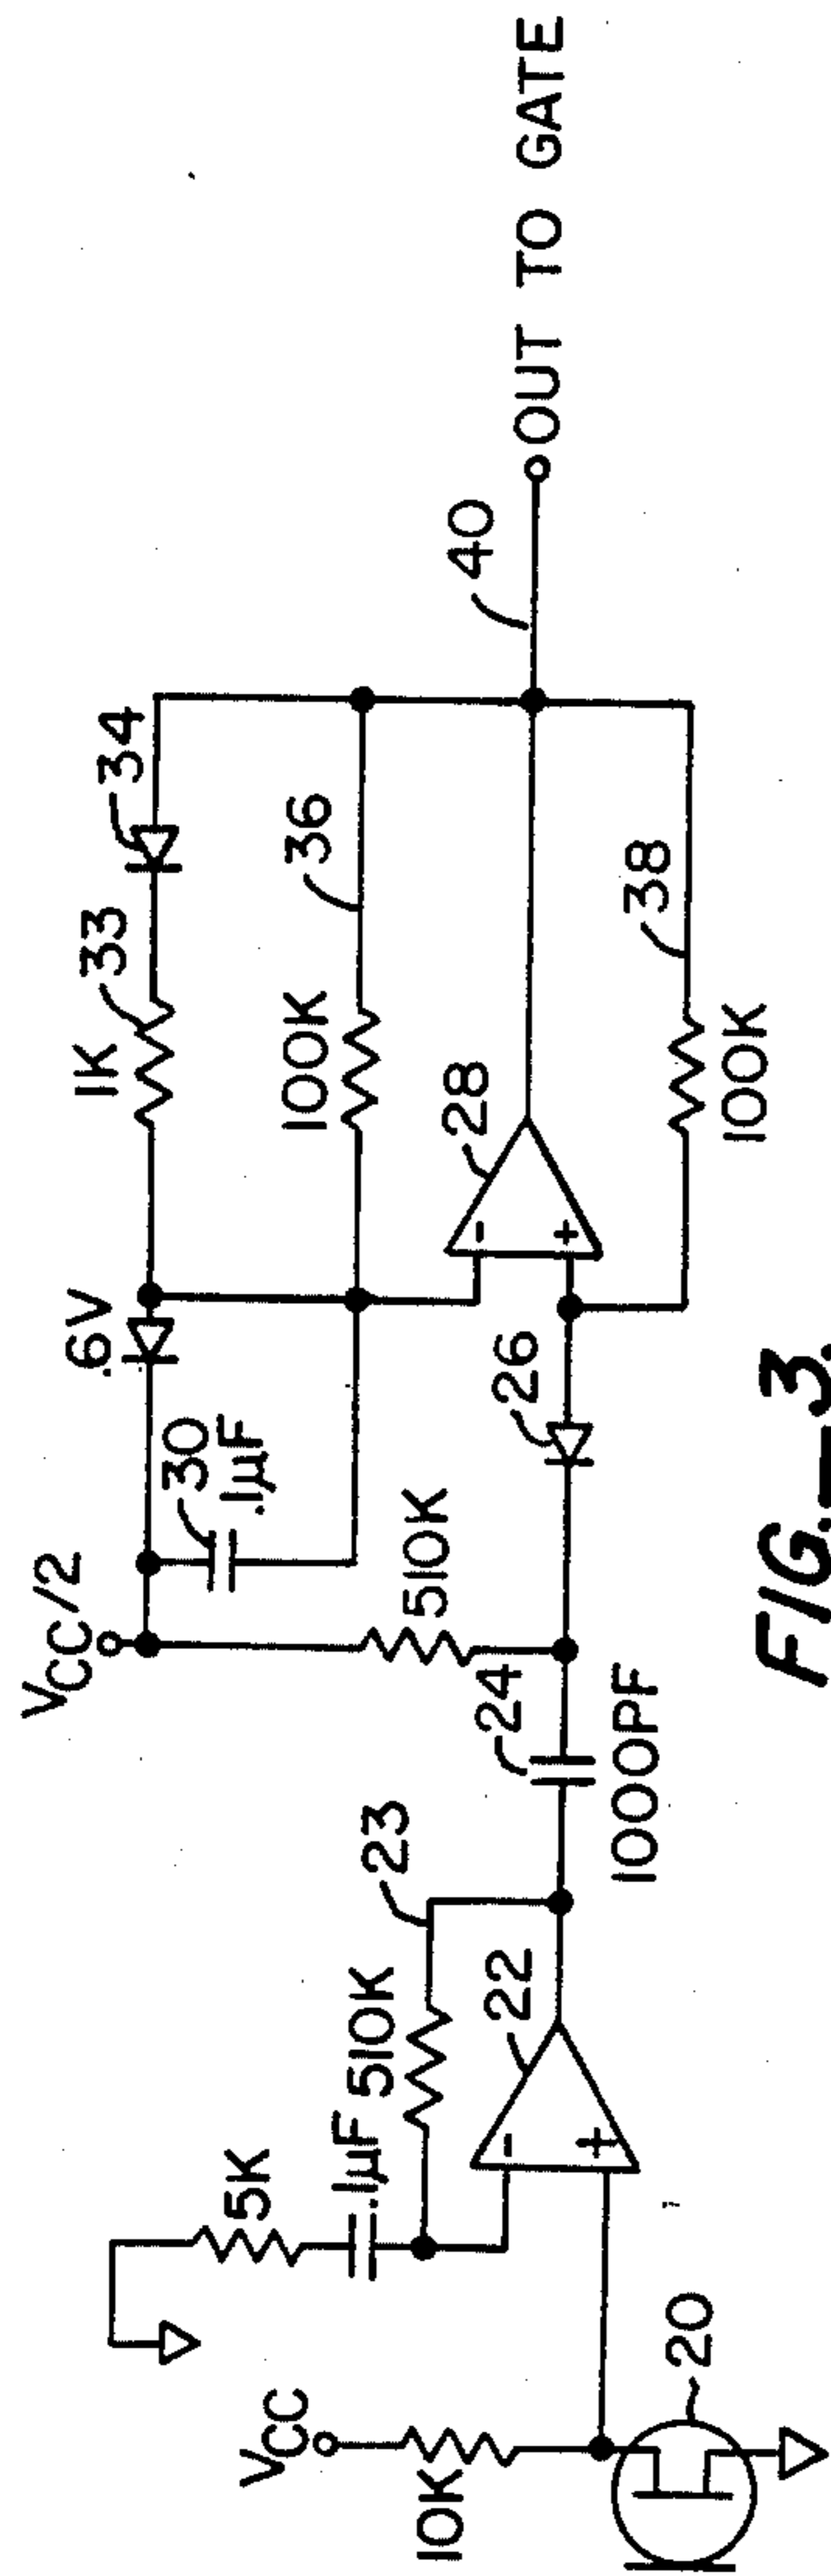 VCC/2
.6V
1K
33
34
30
.1µF
5K
.1µF
510K
23
510K
100K
36
VCC
10K
22
24
1000PF
26
28
40
OUT TO GATE
20
100K
38
FIG.—3.